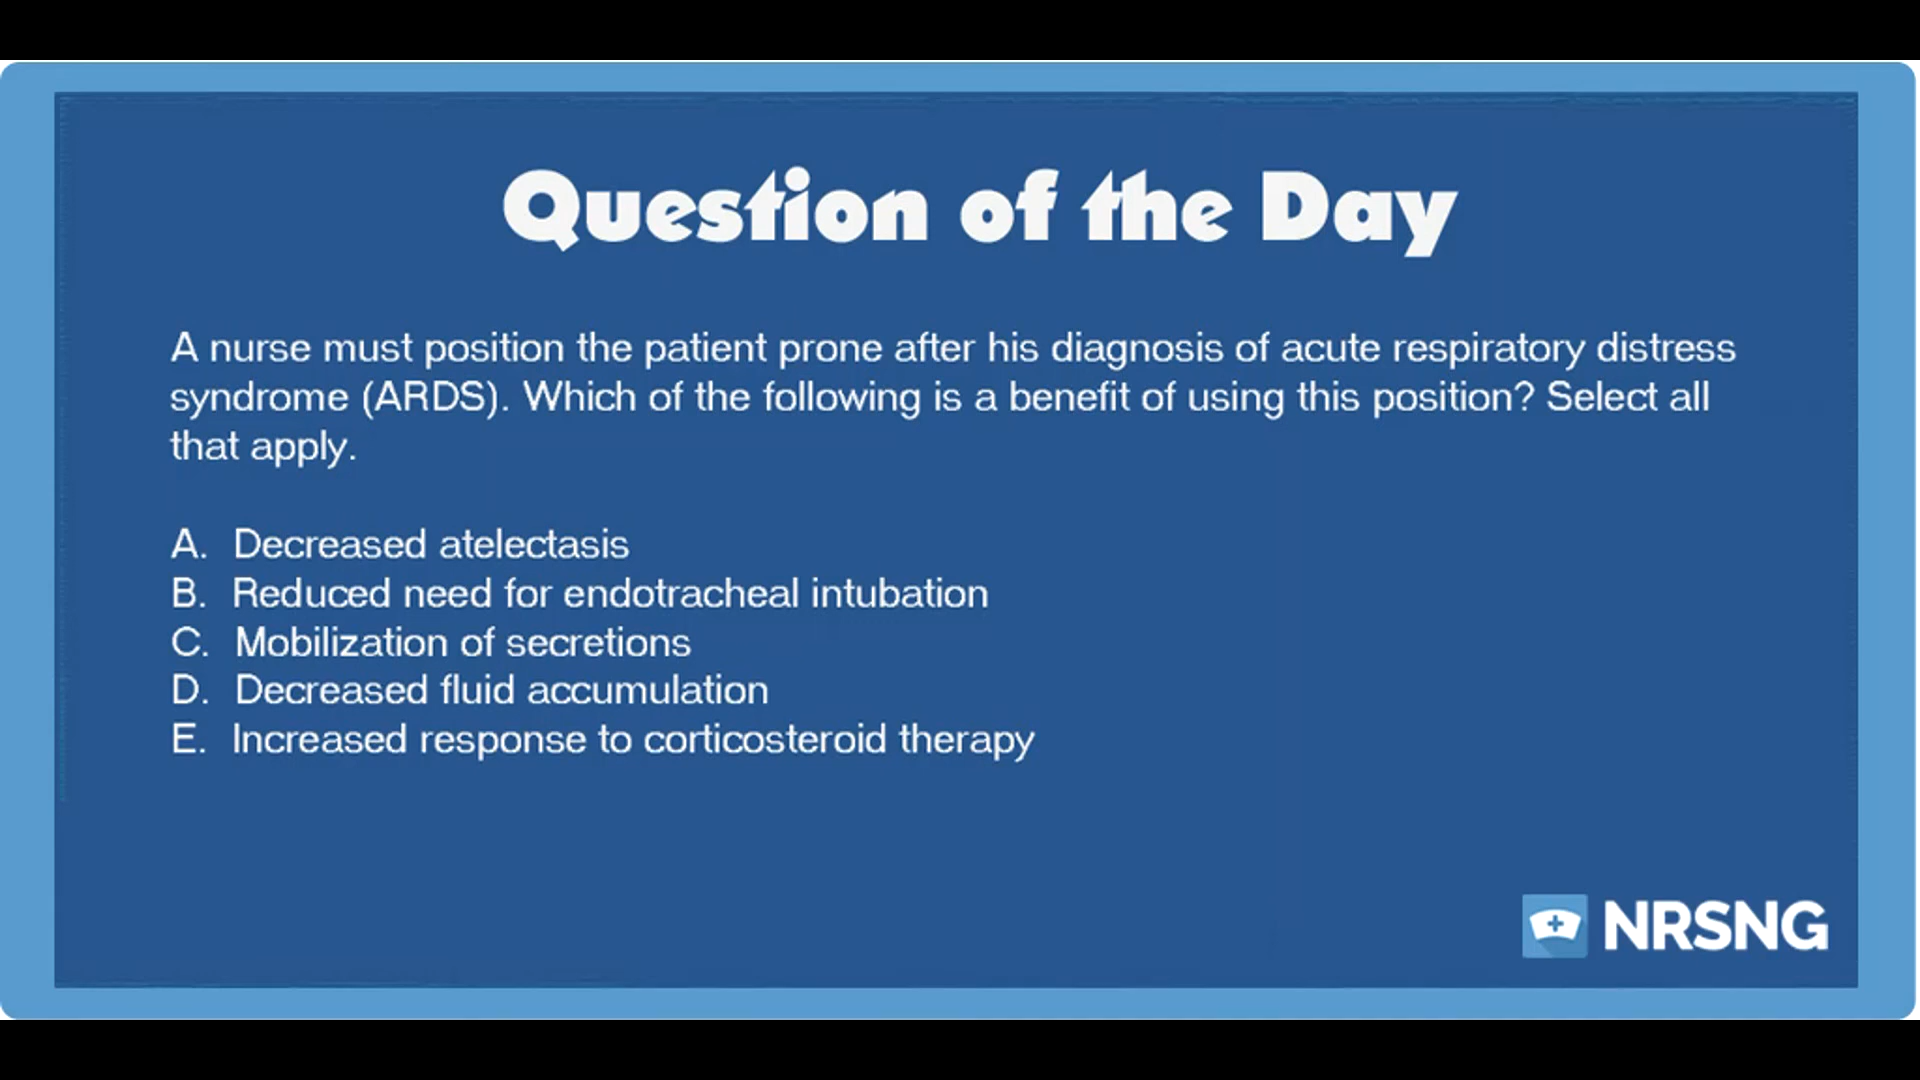 Question of the Day
A nurse must position the patient prone after his diagnosis of acute respiratory distress
syndrome (ARDS). Which of the following is a benefit of using this position? Select all
that apply.
A. Decreased atelectasis
B. Reduced need for endotracheal intubation
C. Mobilization of secretions
D. Decreased fluid accumulation
E. Increased response to corticosteroid therapy
NRSNG